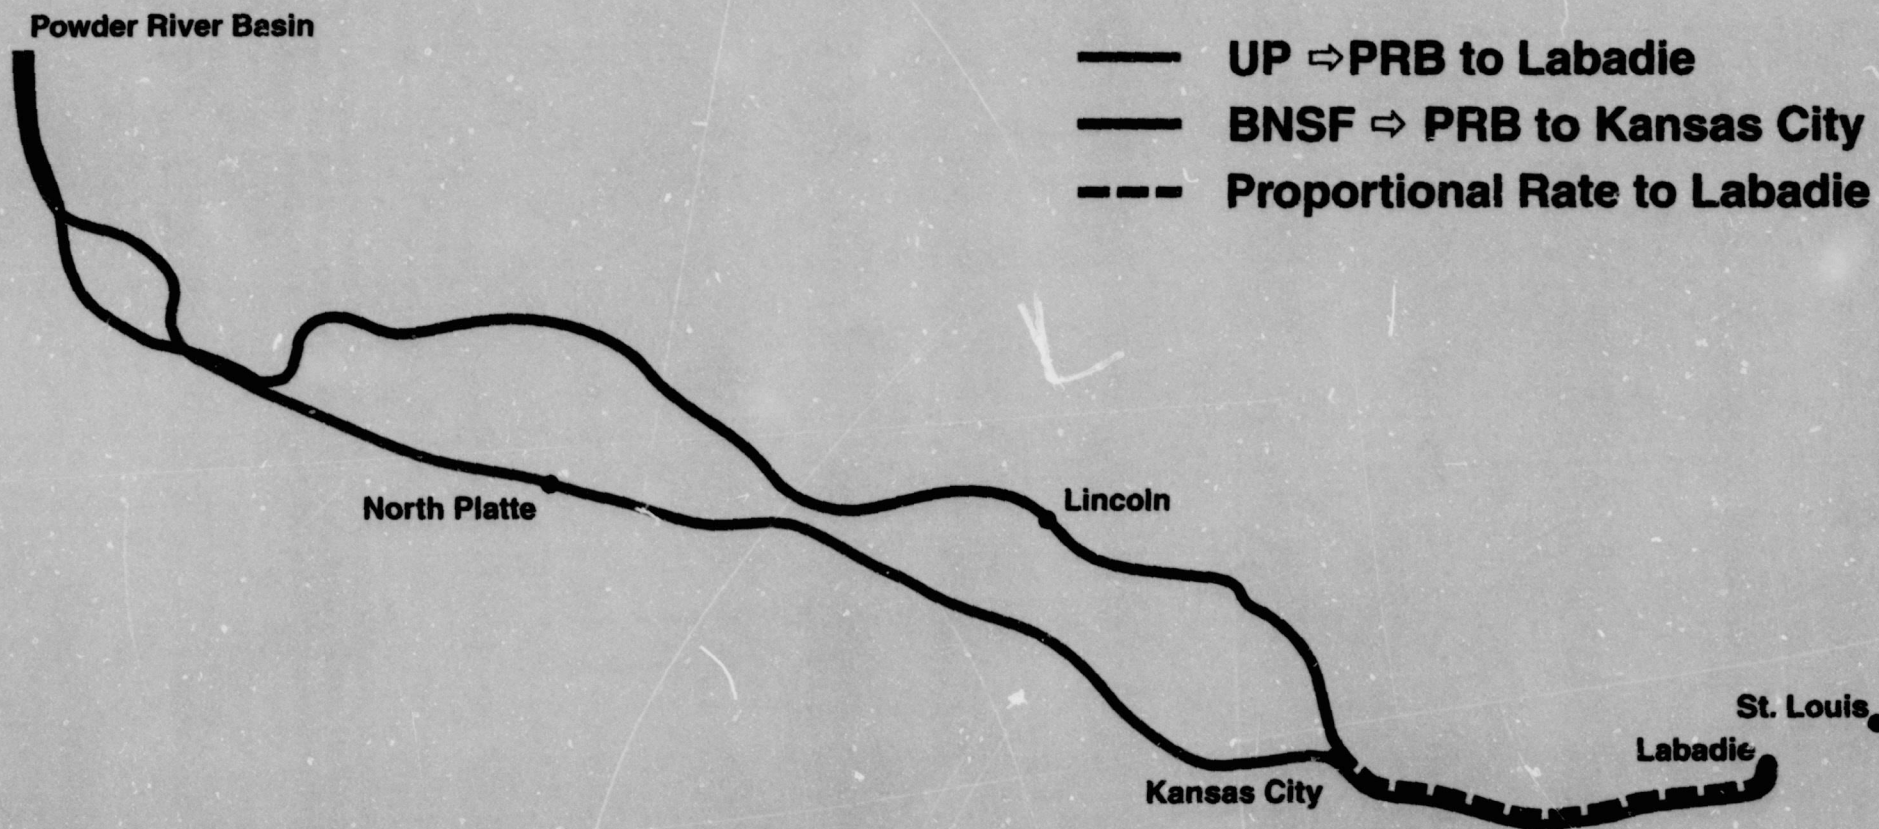 Powder River Basin
UP ⇨PRB to Labadie
BNSF ⇨ PRB to Kansas City
Proportional Rate to Labadie
North Platte
Lincoln
St. Louis
Labadie
Kansas City